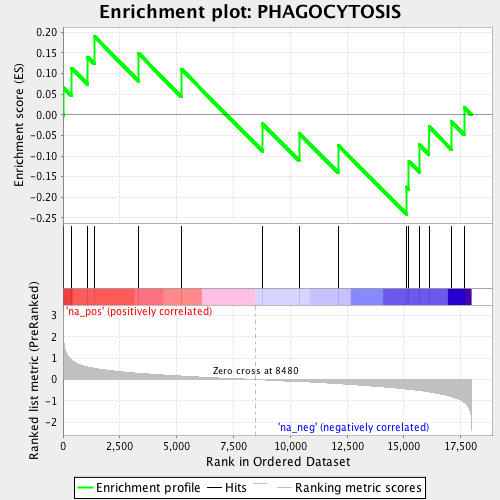 Enrichment plot: PHAGOCYTOSIS
Enrichment score (ES)
0.20
0.15
0.10
0.05
0.00
-0.05
-0.10
-0.15
-0.20
-0.25
'na_pos' (positively correlated)
Ranked list metric (PreRanked)
3
2
1
0
-1
-2
Zero cross at 8480
'na_neg' (negatively correlated)
0 2,500 5,000 7,500 10,000 12,500 15,000 17,500
Rank in Ordered Dataset
Enrichment profile Hits Ranking metric scores